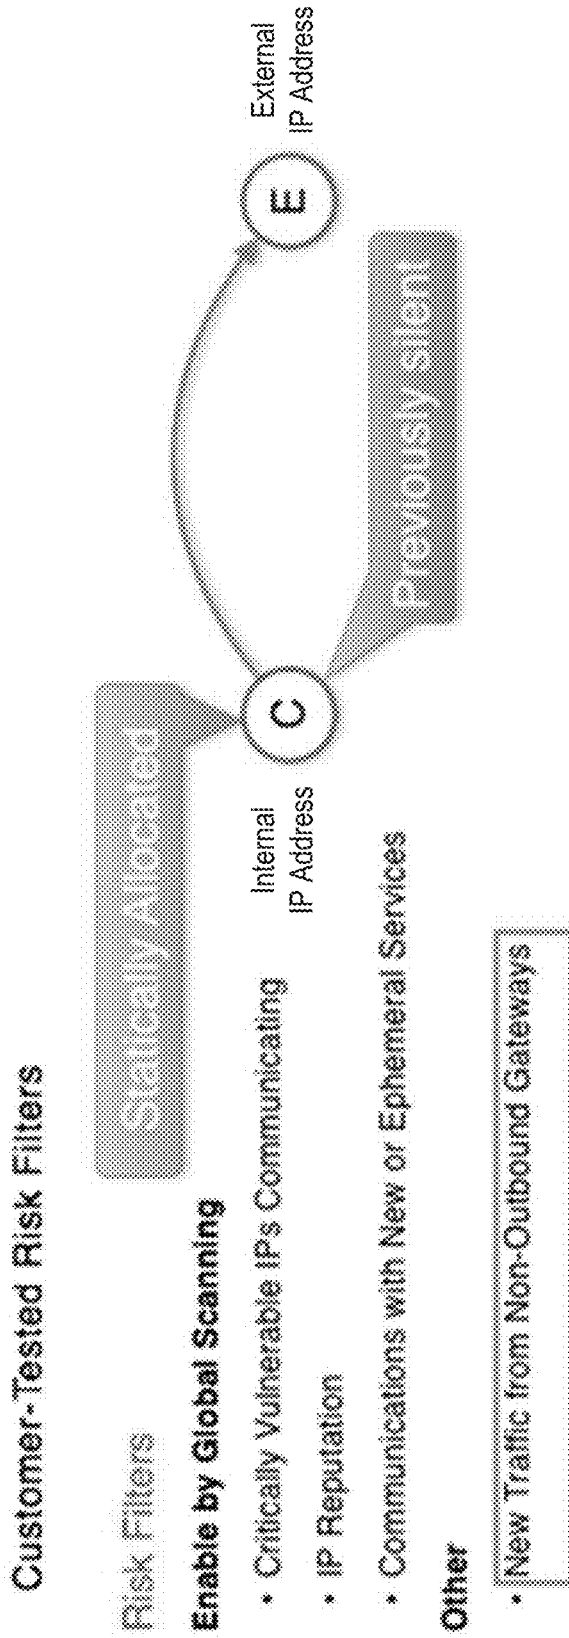 Customer-Tested Risk Filters
Risk Filters
Enable by Global Scanning
• Critically Vulnerable IPs Communicating
• IP Reputation
• Communications with New or Ephemeral Services
Other
• New Traffic from Non-Outbound Gateways
Statically Allocated
Internal
IP Address
C
Previously silent
E
External
IP Address